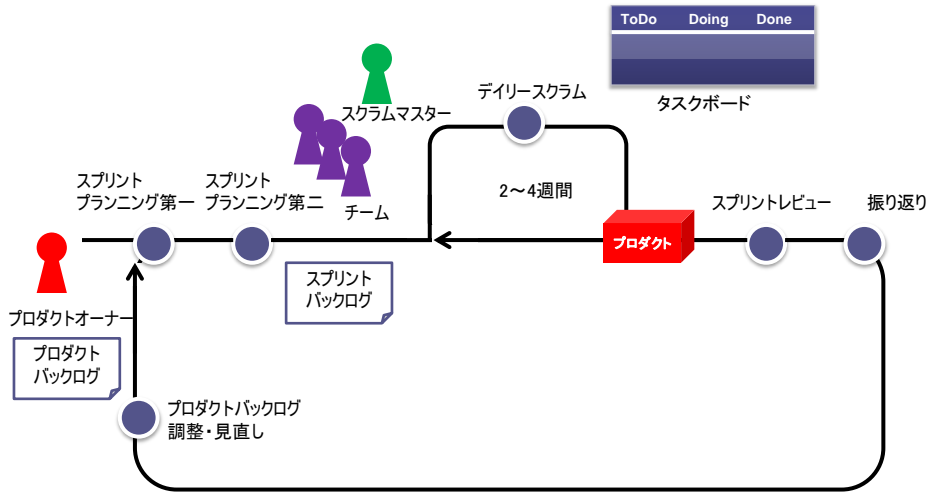 ToDo Doing Done
タスクボード
デイリースクラム
スクラムマスター
2～4週間
チーム
スプリント
プランニング第一
スプリント
プランニング第二
スプリントレビュー
振り返り
プロダクト
スプリント
バックログ
プロダクトオーナー
プロダクト
バックログ
プロダクトバックログ
調整・見直し